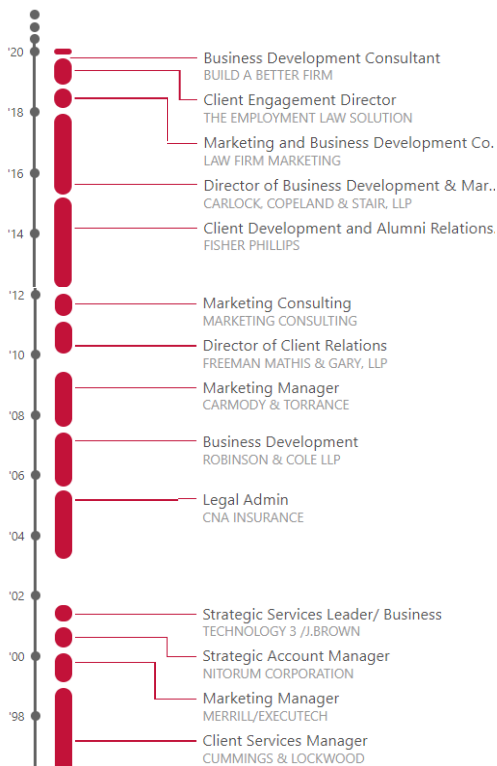 '20
Business Development Consultant
BUILD A BETTER FIRM
Client Engagement Director
THE EMPLOYMENT LAW SOLUTION
'18
Marketing and Business Development Co.
LAW FIRM MARKETING
'16
Director of Business Development & Mar..
CARLOCK, COPELAND & STAIR, LLP
'14
Client Development and Alumni Relations.
FISHER PHILLIPS
'12
Marketing Consulting
MARKETING CONSULTING
Director of Client Relations
'10
FREEMAN MATHIS & GARY, LLP
Marketing Manager
CARMODY & TORRANCE
'08
Business Development
ROBINSON & COLE LLP
'06
Legal Admin
CNA INSURANCE
'04
'02
Strategic Services Leader/ Business
TECHNOLOGY 3 /J.BROWN
'00
Strategic Account Manager
NITORUM CORPORATION
Marketing Manager
MERRILL/EXECUTECH
'98
Client Services Manager
CUMMINGS & LOCKWOOD